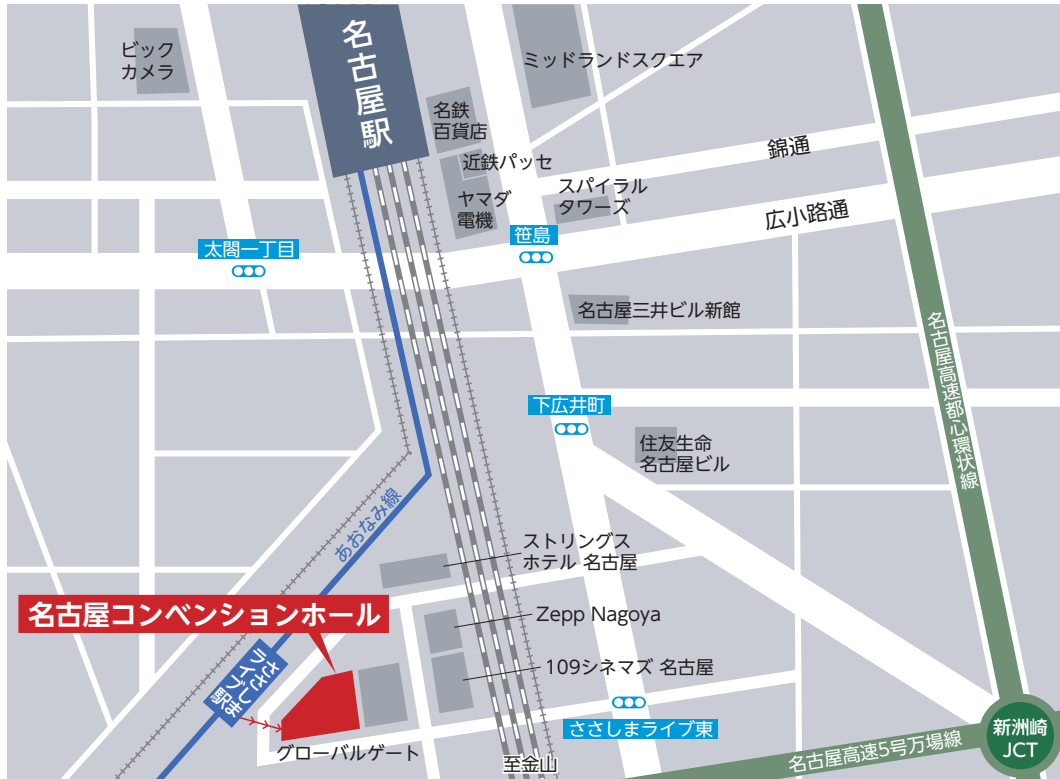 ビック
カメラ
名古屋駅
ミッドランドスクエア
名鉄
百貨店
近鉄パッセ
ヤマダ
電機
スパイラル
タワーズ
錦通
広小路通
太閤一丁目
笹島
名古屋三井ビル新館
名古屋高速都心環状線
下広井町
住友生命
名古屋ビル
あおなみ線
ストリングス
ホテル 名古屋
名古屋コンベンションホール
Zepp Nagoya
ささしま
ライブ駅
109シネマズ 名古屋
ささしまライブ東
グローバルゲート
至金山
名古屋高速5号万場線
新洲崎
JCT